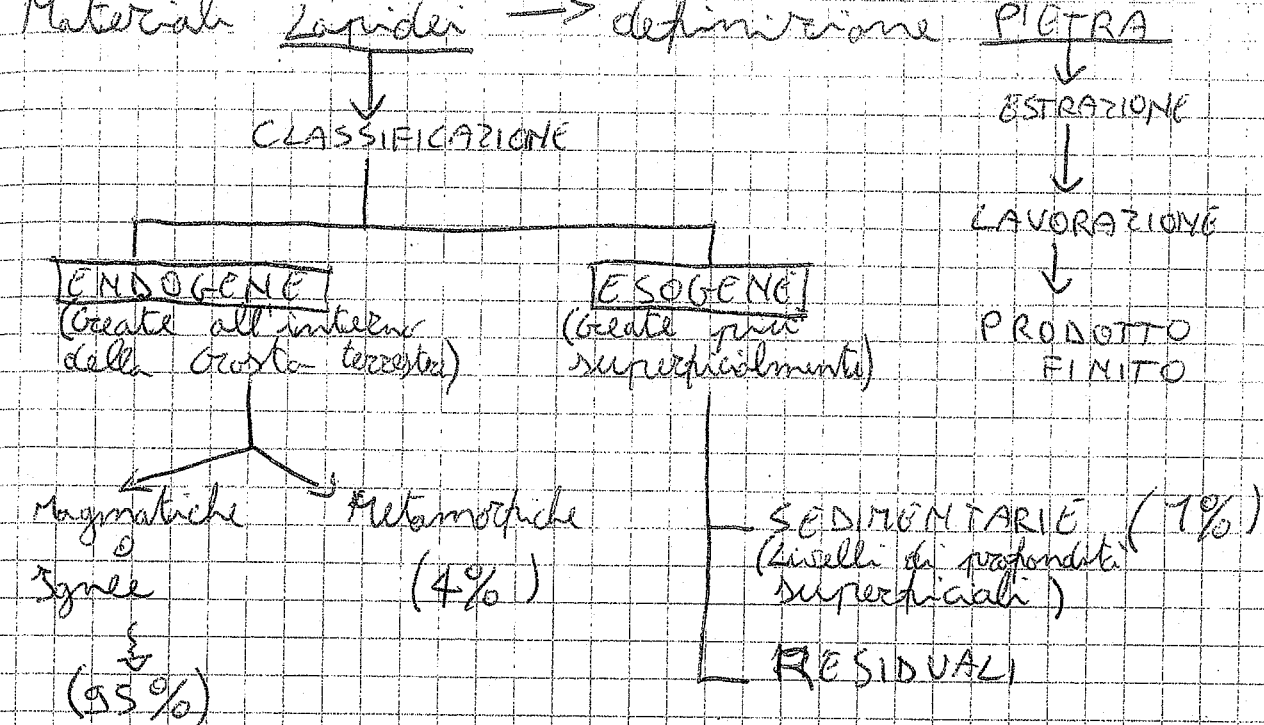 Materiali Lapidei → definizione PIETRA
CLASSIFICAZIONE
ESTRAZIONE
LAVORAZIONE
PRODOTTO
FINITO
ENDOGENE
(Create all'interno
della crosta terrestre)
ESOGENE
(Create più
superficialmente)
Magmatiche
o
Ignee
(95%)
Metamorfiche
(4%)
SEDIMENTARIE (1%)
(Livelli di profondità
superficiali)
RESIDUALI